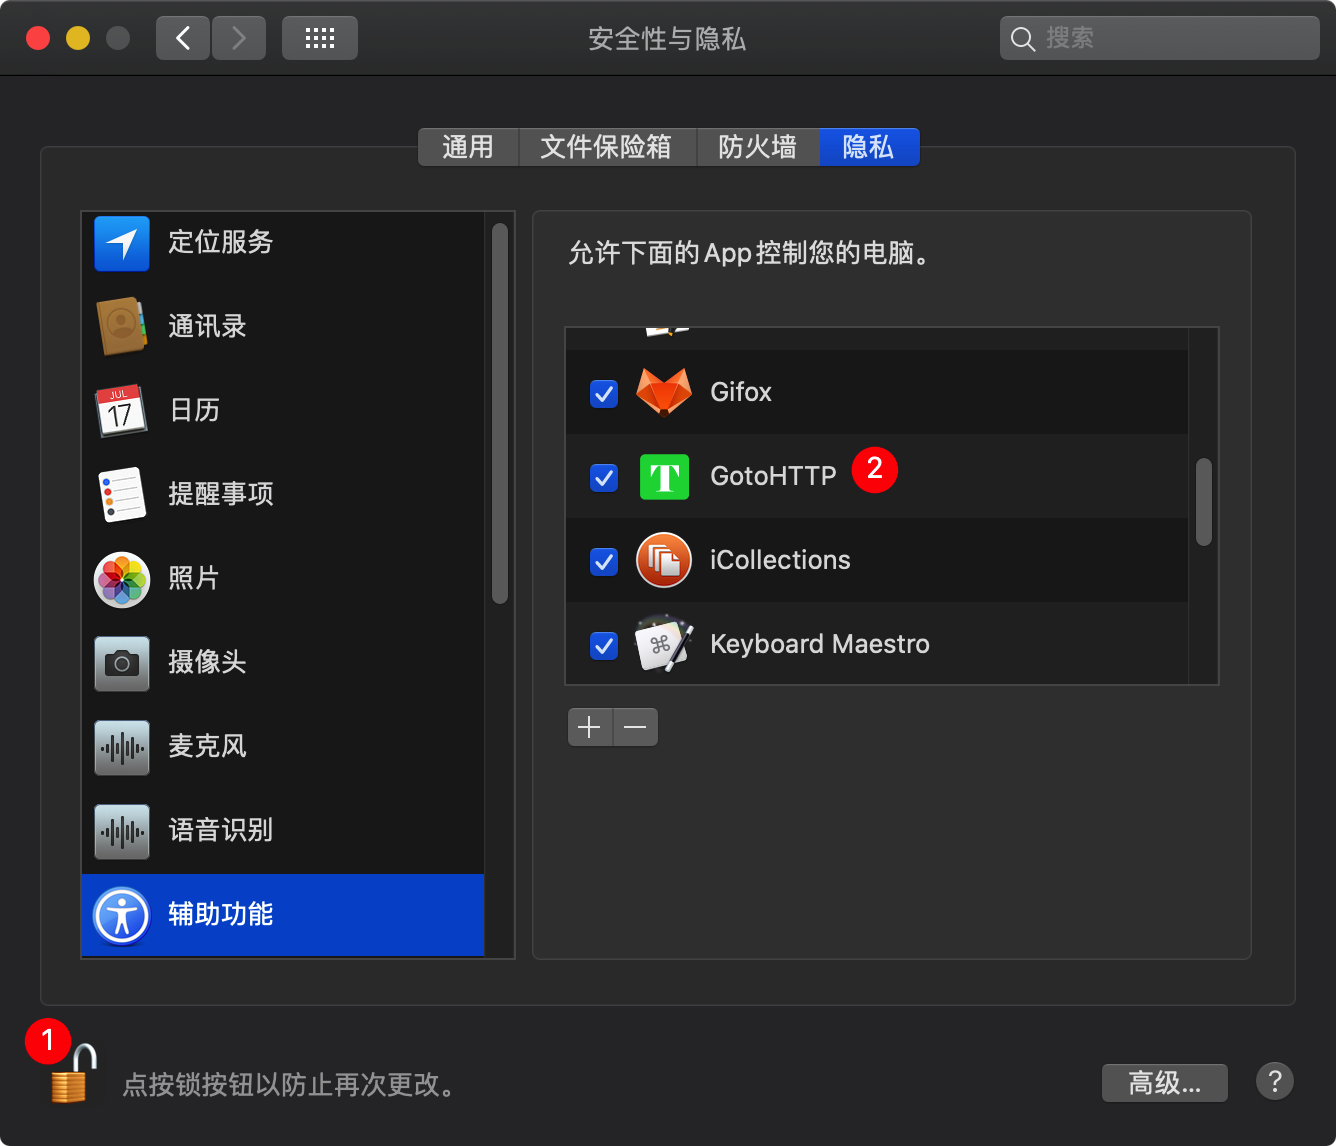 安全性与隐私
搜索
通用 文件保险箱 防火墙 隐私
定位服务
通讯录
JUL
17
日历
提醒事项
照片
摄像头
麦克风
语音识别
辅助功能
允许下面的App控制您的电脑。
Gifox
T
GotoHTTP
2
iCollections
⌘
Keyboard Maestro
1
点按锁按钮以防止再次更改。
高级...
?